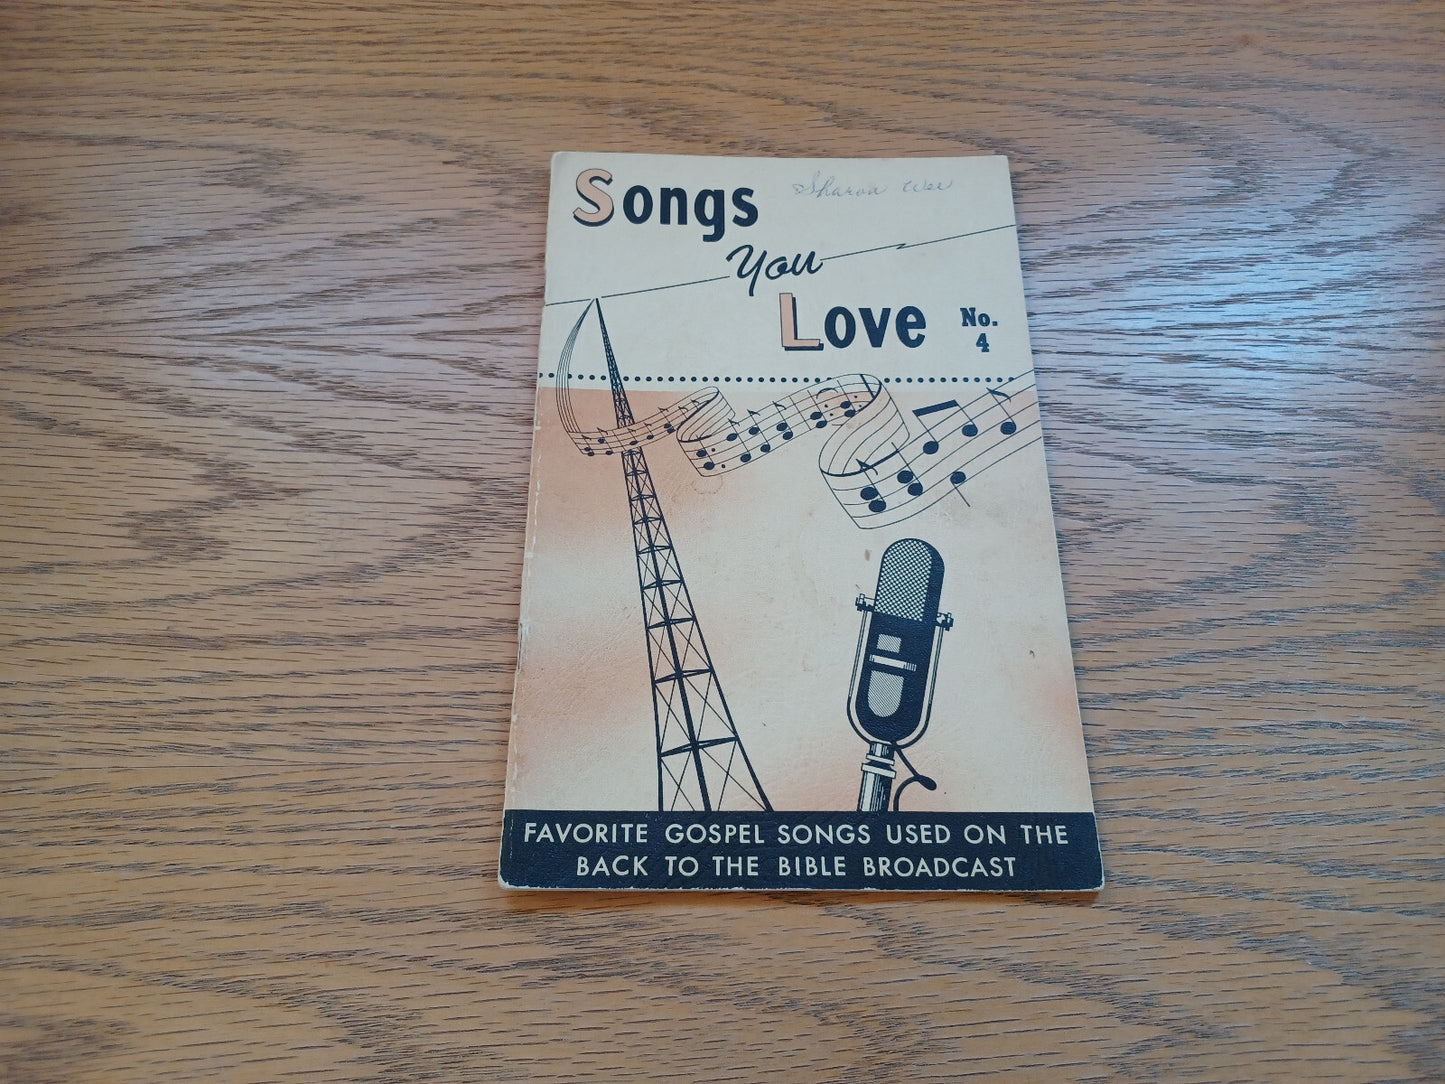 Songs
Sharon
You
Love No.
4
FAVORITE GOSPEL SONGS USED ON THE
BACK TO THE BIBLE BROADCAST